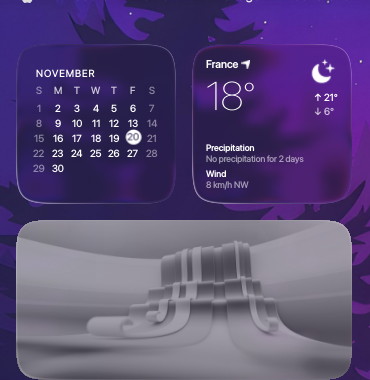 NOVEMBER
S M T W T F S
1 2 3 4 5 6 7
8 9 10 11 12 13 14
15 16 17 18 19 20 21
22 23 24 25 26 27 28
29 30
France
18°
↑ 21°
↓ 6°
Precipitation
No precipitation for 2 days
Wind
8 km/h NW